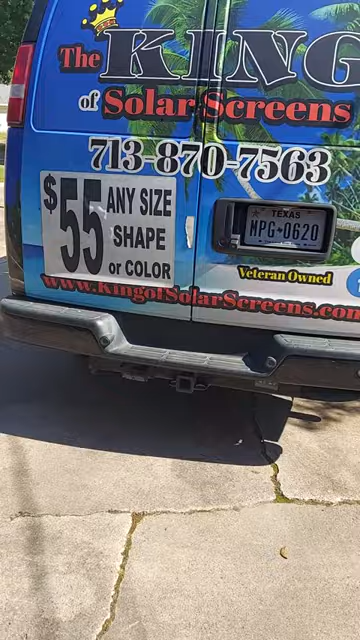 The KING
of Solar Screens
713-870-7563
$55 ANY SIZE
SHAPE
or COLOR
TEXAS
NPG·0620
Veteran Owned
www.KingofSolarScreens.com